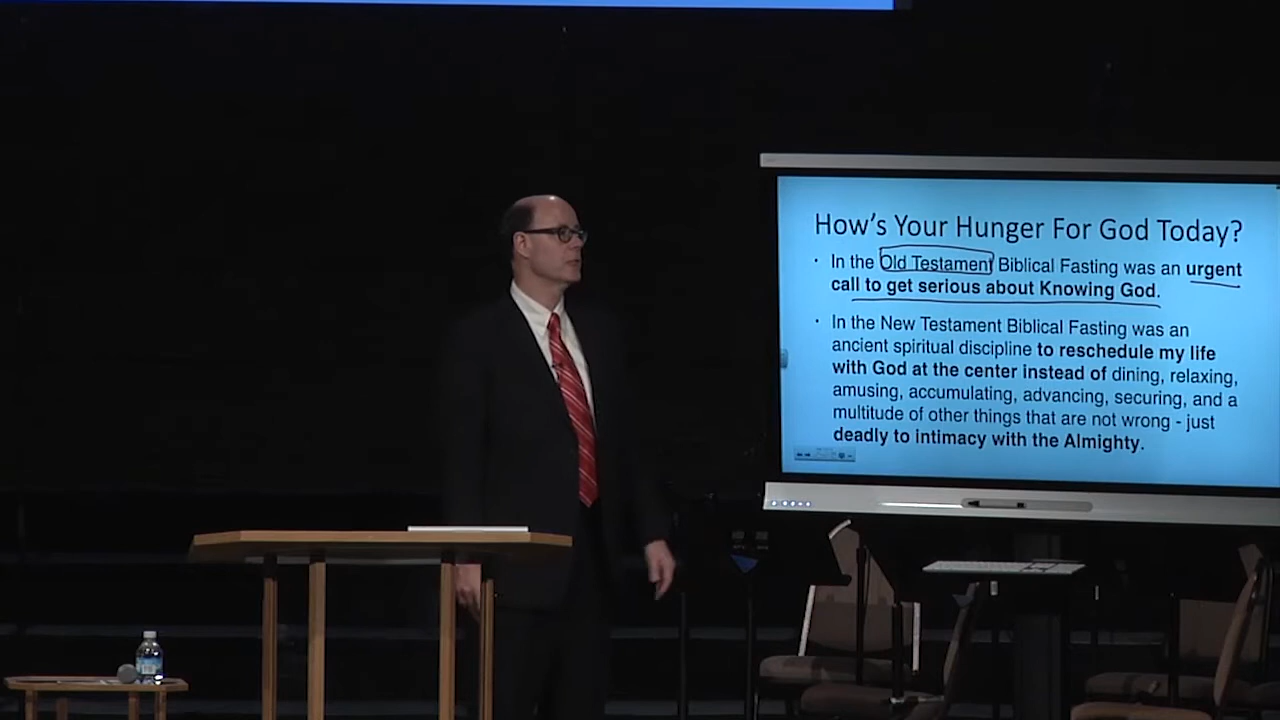 How's Your Hunger For God Today?
· In the Old Testament Biblical Fasting was an urgent
call to get serious about Knowing God.
· In the New Testament Biblical Fasting was an
ancient spiritual discipline to reschedule my life
with God at the center instead of dining, relaxing,
amusing, accumulating, advancing, securing, and a
multitude of other things that are not wrong - just
deadly to intimacy with the Almighty.